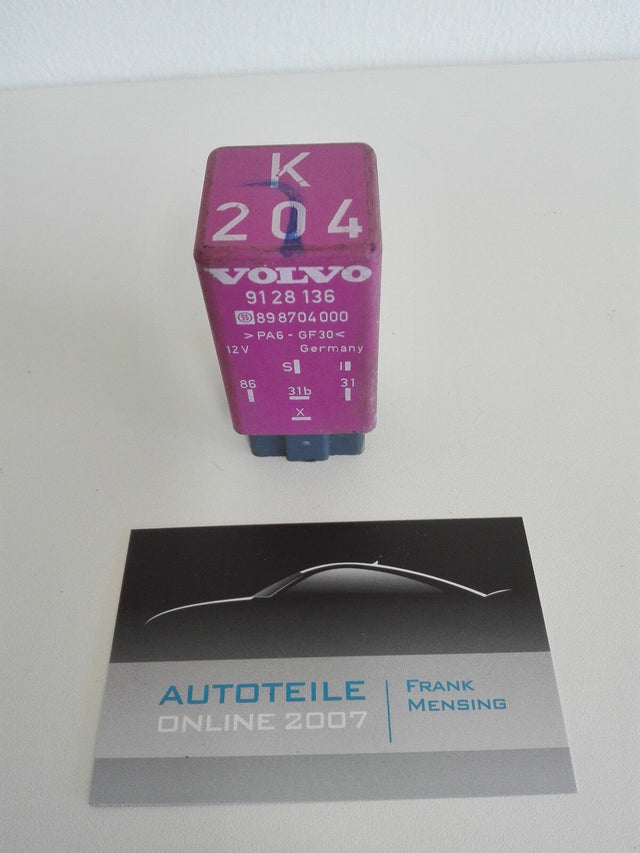 K
204
VOLVO
9128136
898704000
>PA6-GF30<
12V Germany
S I
86 31b 31
X
AUTOTEILE
ONLINE 2007
FRANK
MENSING